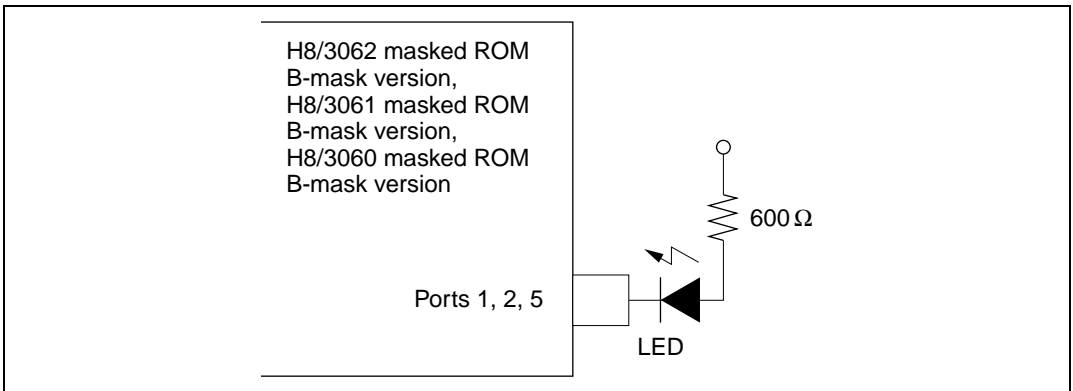 H8/3062 masked ROM
B-mask version,
H8/3061 masked ROM
B-mask version,
H8/3060 masked ROM
B-mask version
600 Ω
Ports 1, 2, 5
LED